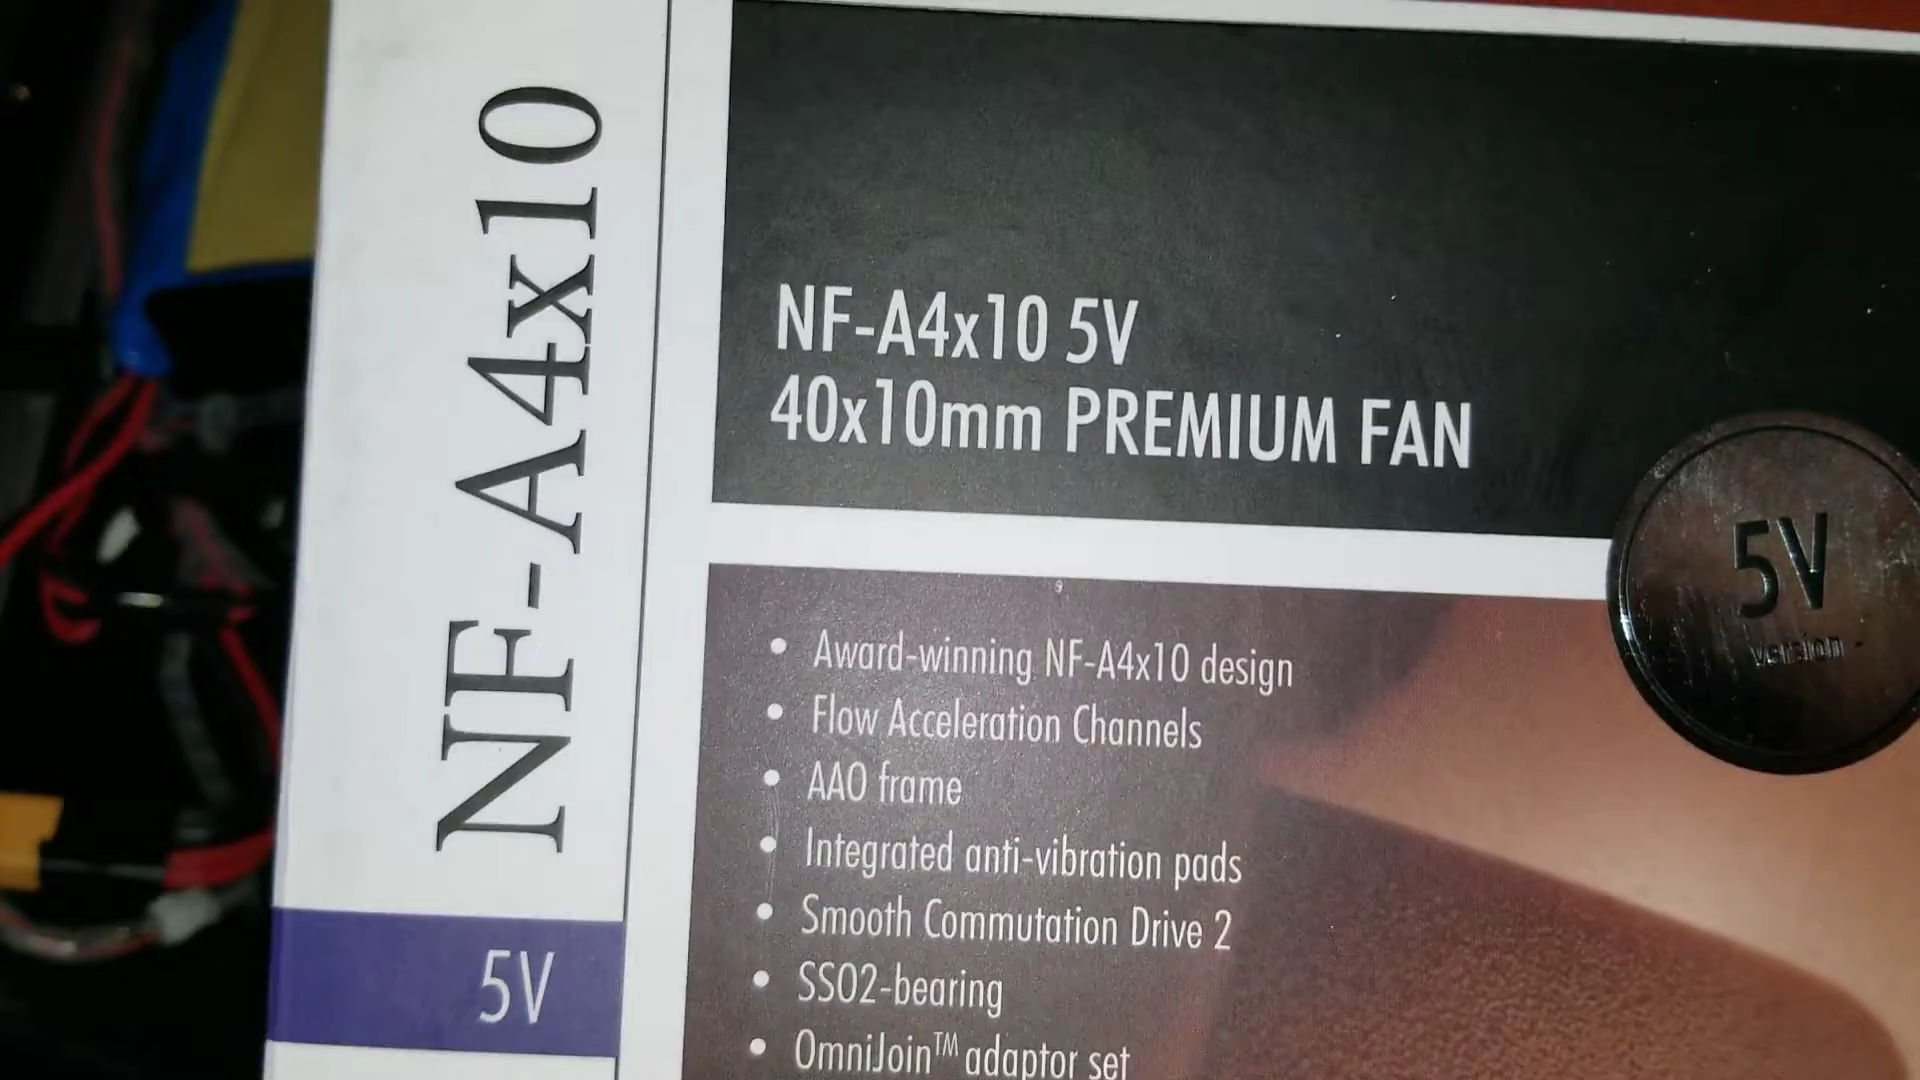 NF-A4x10
5V
NF-A4x10 5V
40x10mm PREMIUM FAN
5V
version
• Award-winning NF-A4x10 design
• Flow Acceleration Channels
• AAO frame
• Integrated anti-vibration pads
• Smooth Commutation Drive 2
• SSO2-bearing
• OmniJoin™ adaptor set